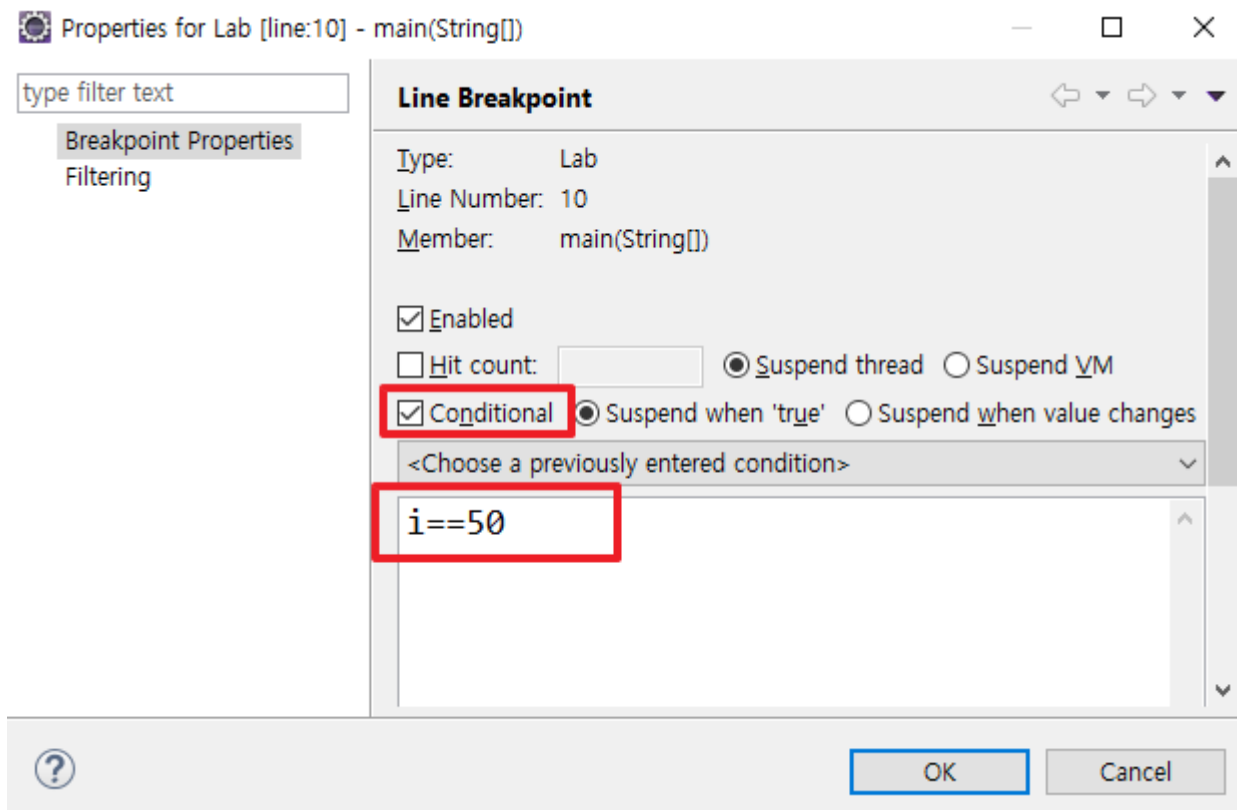 Properties for Lab [line:10] - main(String[])
type filter text
Breakpoint Properties
Filtering
Line Breakpoint
Type: Lab
Line Number: 10
Member: main(String[])
Enabled
Hit count: Suspend thread Suspend VM
Conditional Suspend when 'true' Suspend when value changes
<Choose a previously entered condition>
i==50
?
OK Cancel